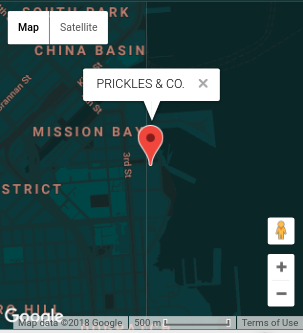 SOUTH PARK
Map
Satellite
CHINA BASIN
King St
PRICKLES & CO.
MISSION BAY
3rd St
STRICT
Google
Map data ©2018 Google
500 m
Terms of Use